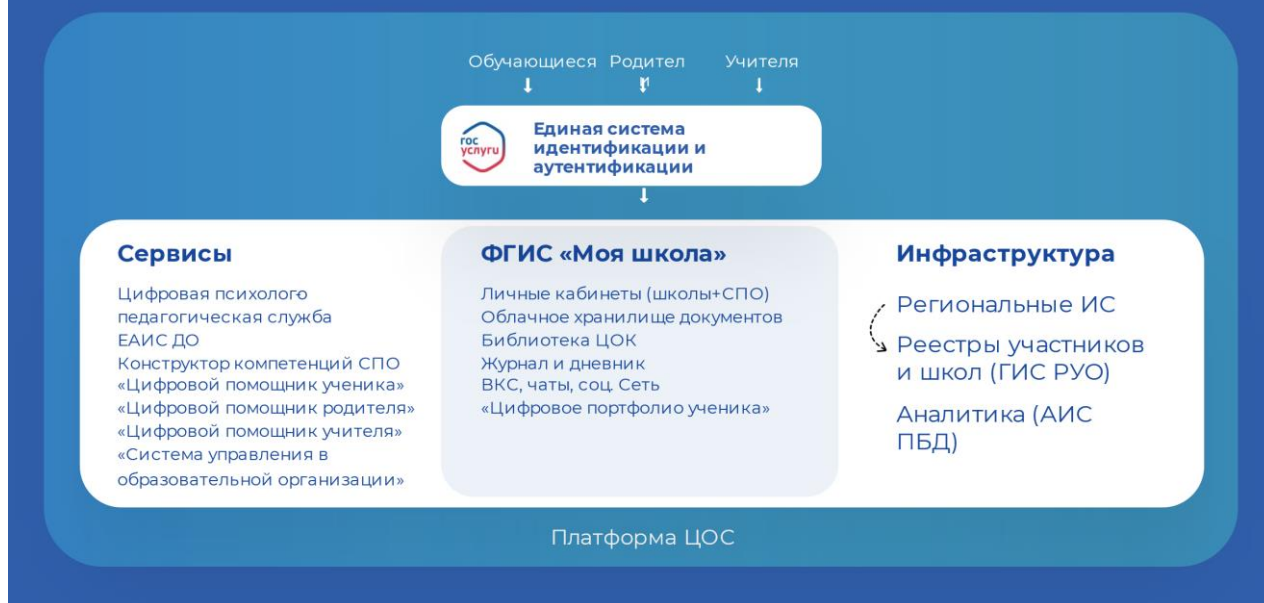 Обучающиеся Родители Учителя
гос
услуги
Единая система
идентификации и
аутентификации
Сервисы
Цифровая психолого-
педагогическая служба
ЕАИС ДО
Конструктор компетенций СПО
«Цифровой помощник ученика»
«Цифровой помощник родителя»
«Цифровой помощник учителя»
«Система управления в
образовательной организации»
ФГИС «Моя школа»
Личные кабинеты (школы+СПО)
Облачное хранилище документов
Библиотека ЦОК
Журнал и дневник
ВКС, чаты, соц. Сеть
«Цифровое портфолио ученика»
Инфраструктура
Региональные ИС
Реестры участников
и школ (ГИС РУО)
Аналитика (АИС
ПБД)
Платформа ЦОС